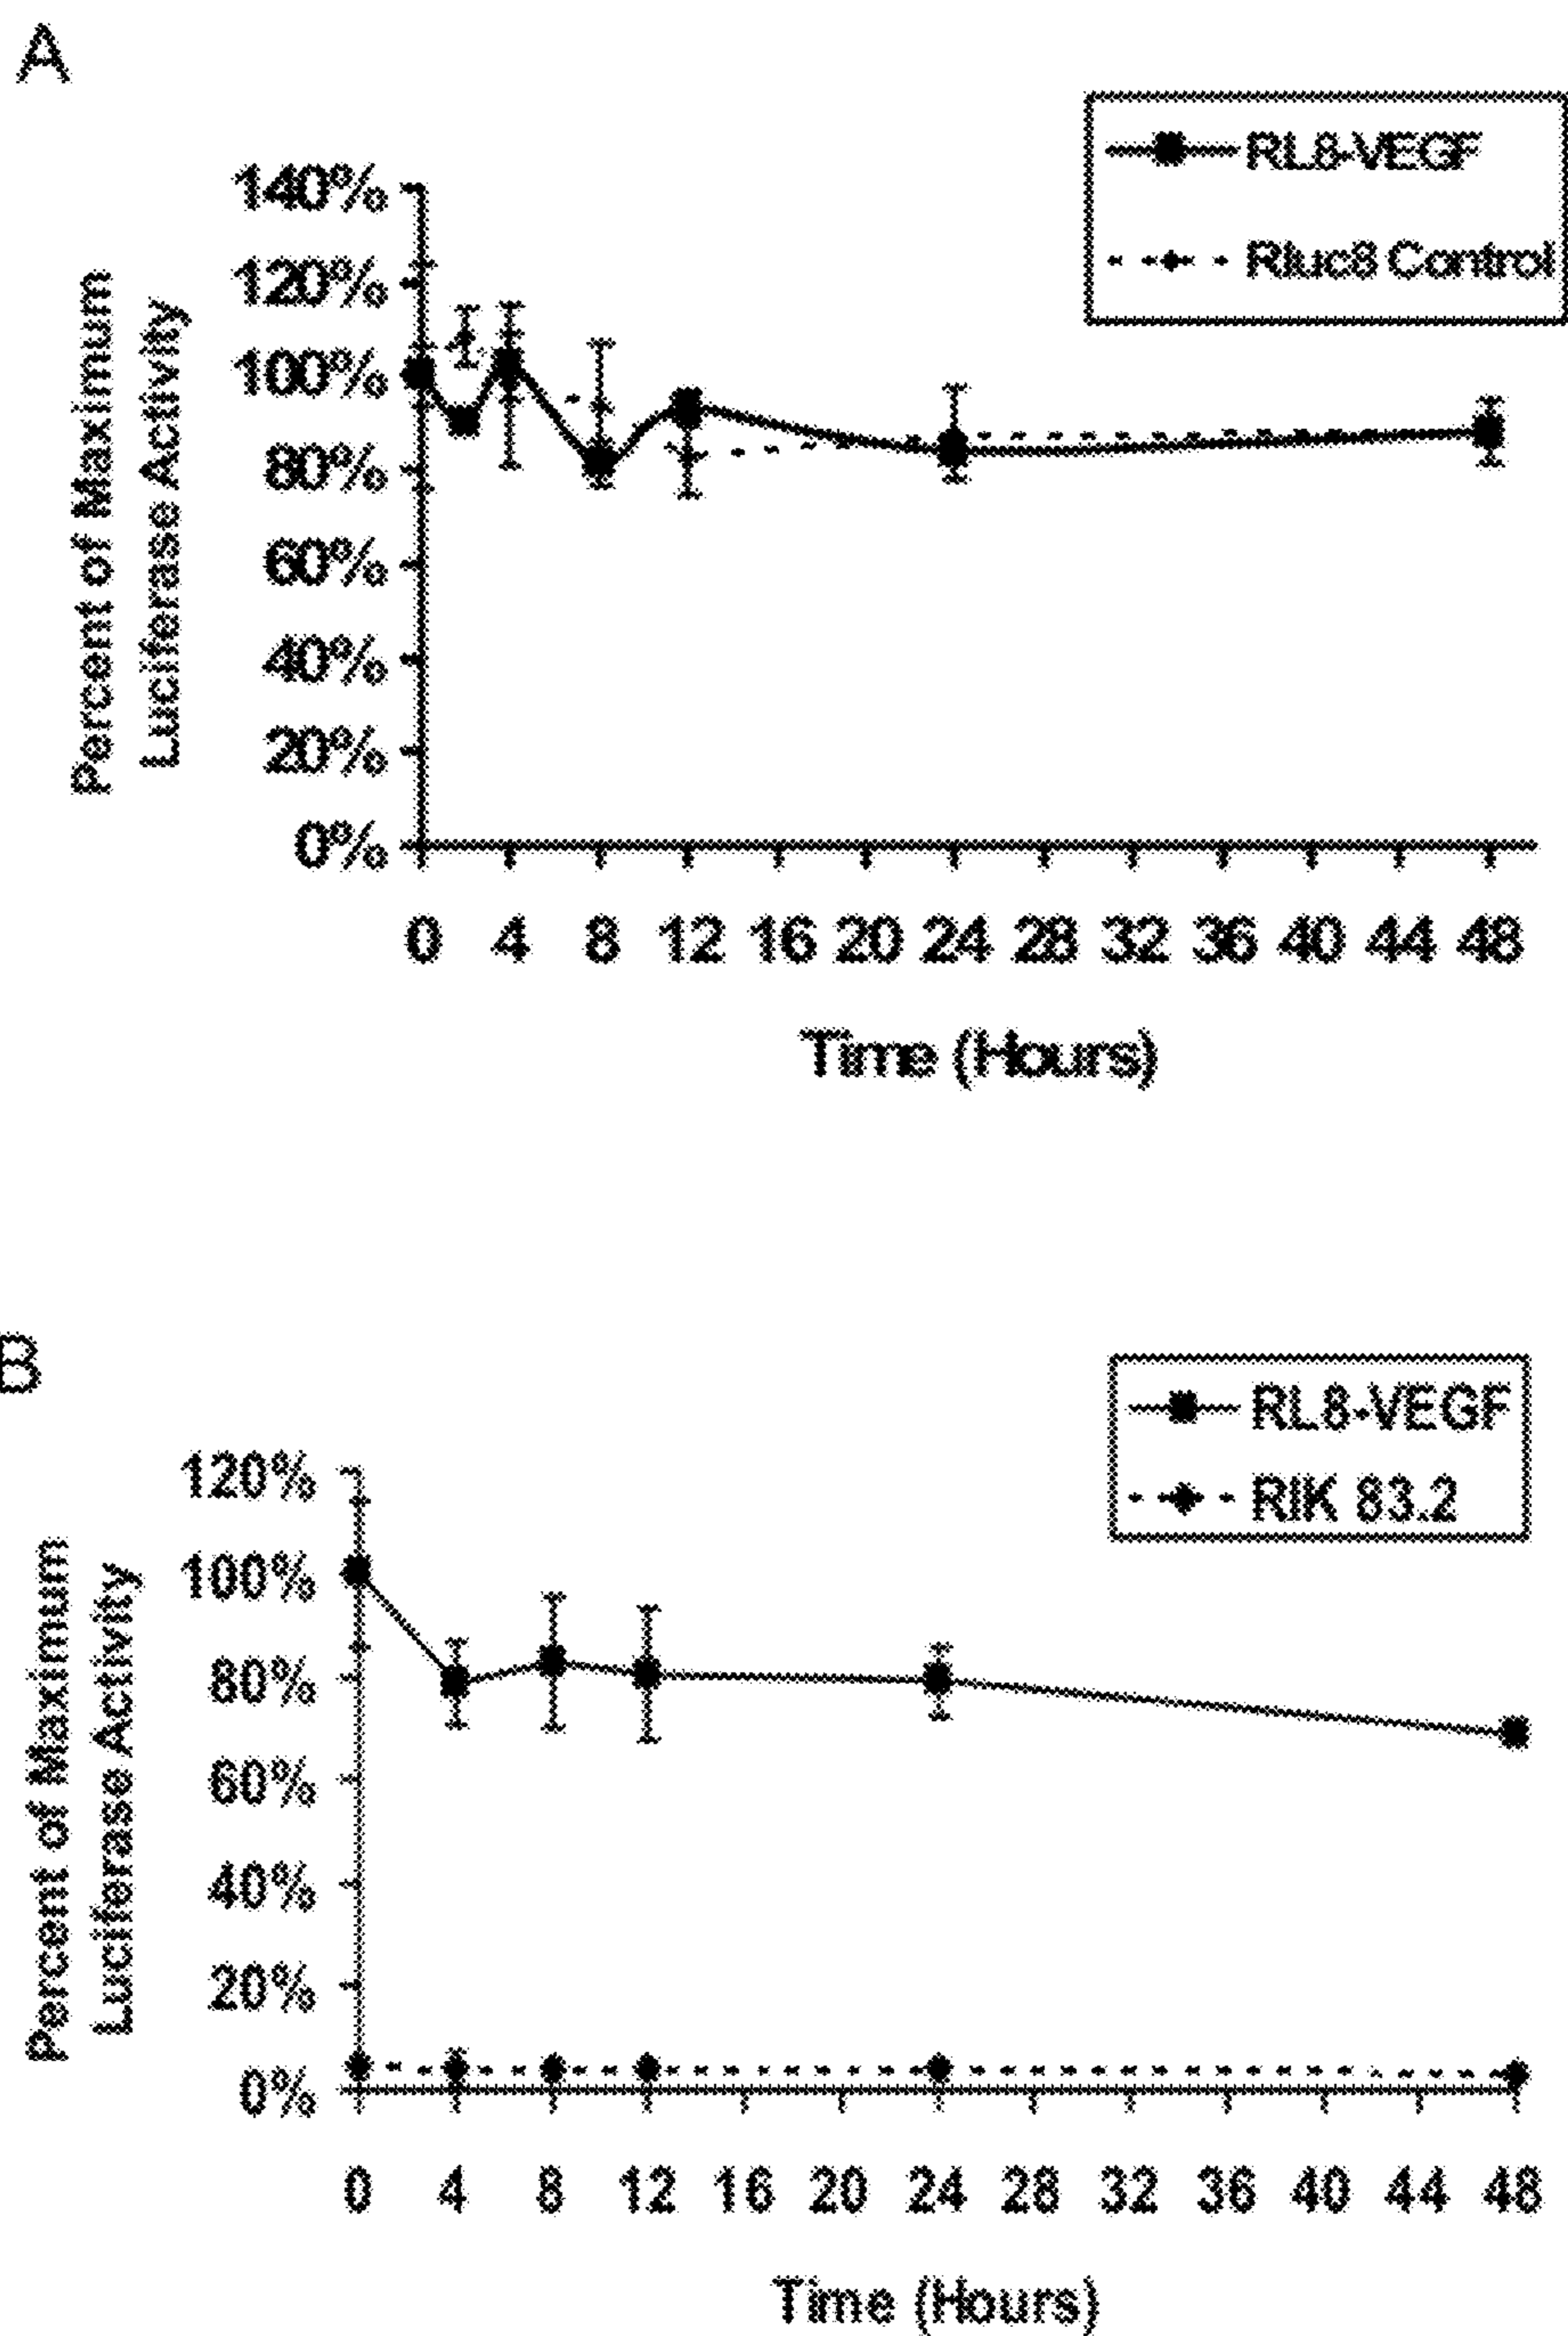 A
RL8-VEGF
Rluc8 Control
140%
120%
100%
80%
60%
40%
20%
0%
Percent of Maximum
Luciferase Activity
0 4 8 12 16 20 24 28 32 36 40 44 48
Time (Hours)
B
RL8-VEGF
RIK 83.2
120%
100%
80%
60%
40%
20%
0%
Percent of Maximum
Luciferase Activity
0 4 8 12 16 20 24 28 32 36 40 44 48
Time (Hours)